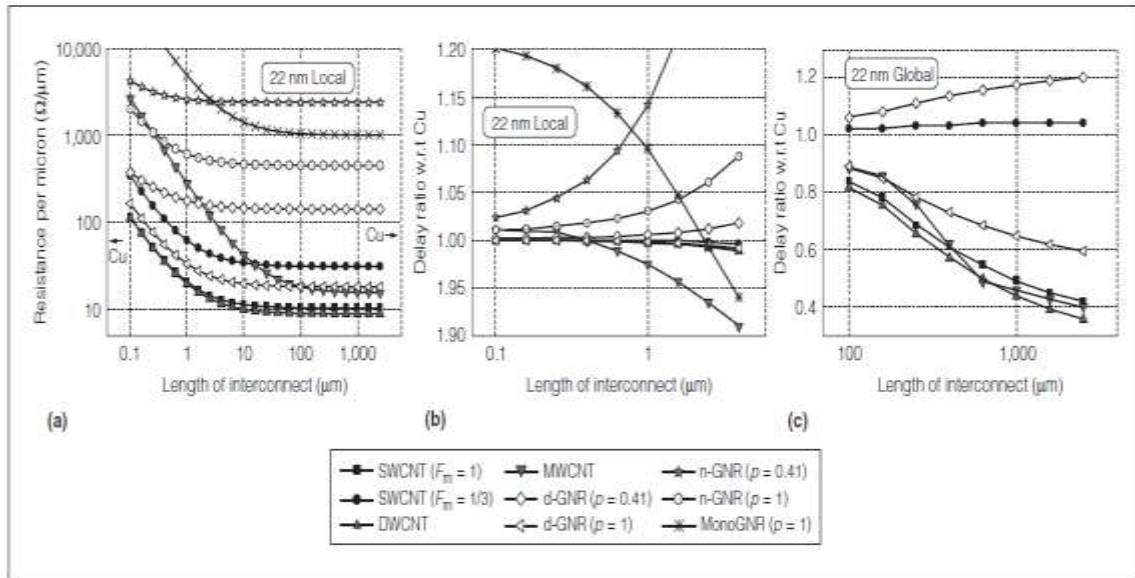 10,000
1,000
100
10
Resistance per micron (Ω/μm)
22 nm Local
Cu
Cu
0.1 1 10 100 1,000
Length of interconnect (μm)
(a)
1.20
1.15
1.10
1.05
1.00
1.95
1.90
Delay ratio w.r.t Cu
22 nm Local
0.1 1
Length of interconnect (μm)
(b)
1.2
1.0
0.8
0.6
0.4
Delay ratio w.r.t Cu
22 nm Global
100 1,000
Length of interconnect (μm)
(c)
SWCNT (Fm = 1) MWCNT n-GNR (p = 0.41)
SWCNT (Fm = 1/3) d-GNR (p = 0.41) n-GNR (p = 1)
DWCNT d-GNR (p = 1) MonoGNR (p = 1)